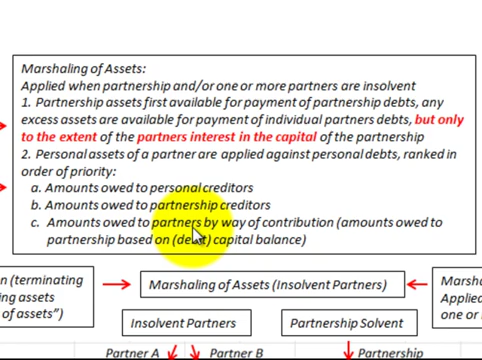 Marshaling of Assets:
Applied when partnership and/or one or more partners are insolvent
1. Partnership assets first available for payment of partnership debts, any
excess assets are available for payment of individual partners debts, but only
to the extent of the partners interest in the capital of the partnership
2. Personal assets of a partner are applied against personal debts, ranked in
order of priority:
a. Amounts owed to personal creditors
b. Amounts owed to partnership creditors
c. Amounts owed to partners by way of contribution (amounts owed to
partnership based on (debt) capital balance)
n (terminating
ng assets
of assets")
Marshaling of Assets (Insolvent Partners)
Marsha
Applied
one or
Insolvent Partners
Partnership Solvent
Partner A
Partner B
Partnership